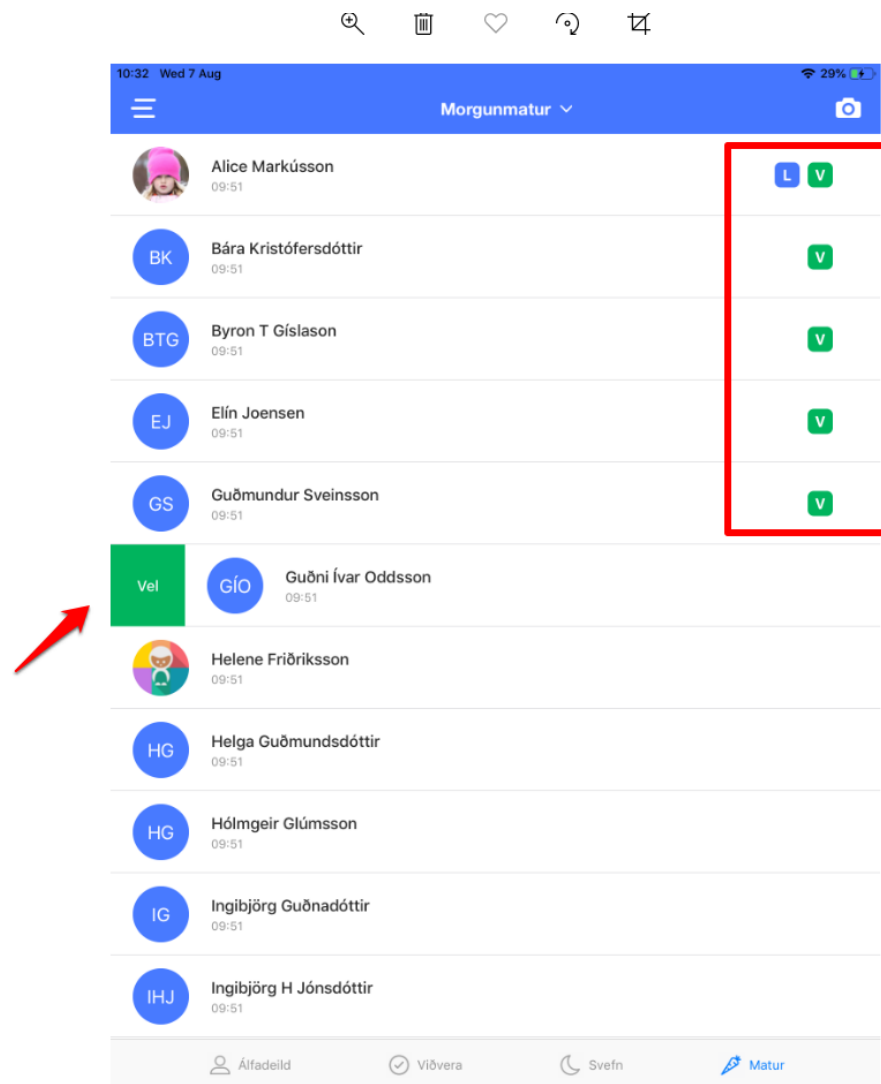 10:32 Wed 7 Aug 29%
Morgunmatur
Alice Markússon
09:51
L V
BK
Bára Kristófersdóttir
09:51
V
BTG
Byron T Gíslason
09:51
V
EJ
Elín Joensen
09:51
V
GS
Guðmundur Sveinsson
09:51
V
Vel
GÍO
Guðni Ívar Oddsson
09:51
Helene Friðriksson
09:51
HG
Helga Guðmundsdóttir
09:51
HG
Hólmgeir Glúmsson
09:51
IG
Ingibjörg Guðnadóttir
09:51
IHJ
Ingibjörg H Jónsdóttir
09:51
Álfadeild Viðvera Svefn Matur